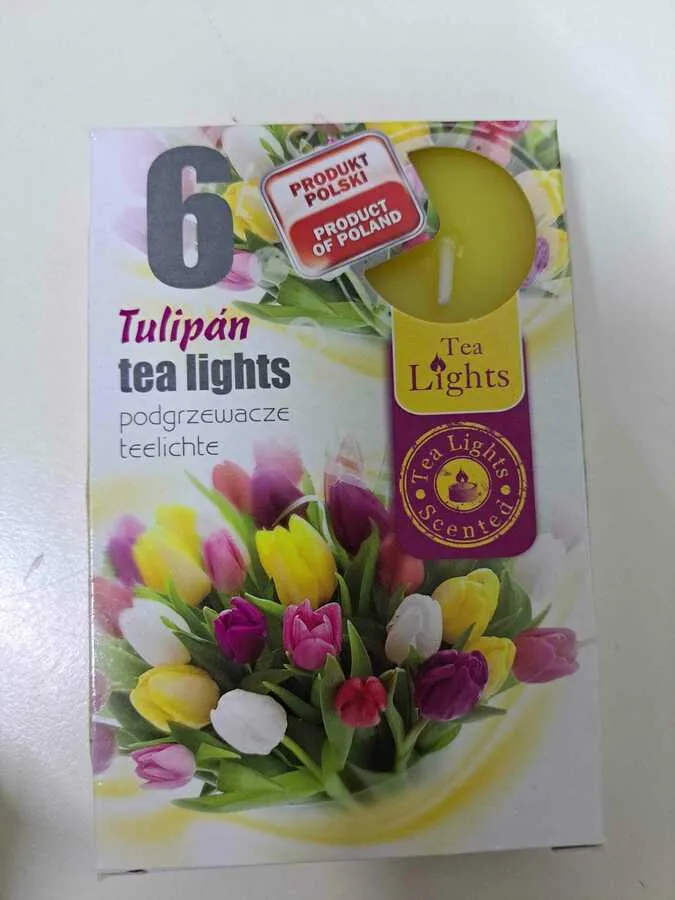 6
PRODUKT
POLSKI
PRODUCT
OF POLAND
Tulipán
tea lights
podgrzewacze
teelichte
Tea
Lights
Tea Lights
Scented